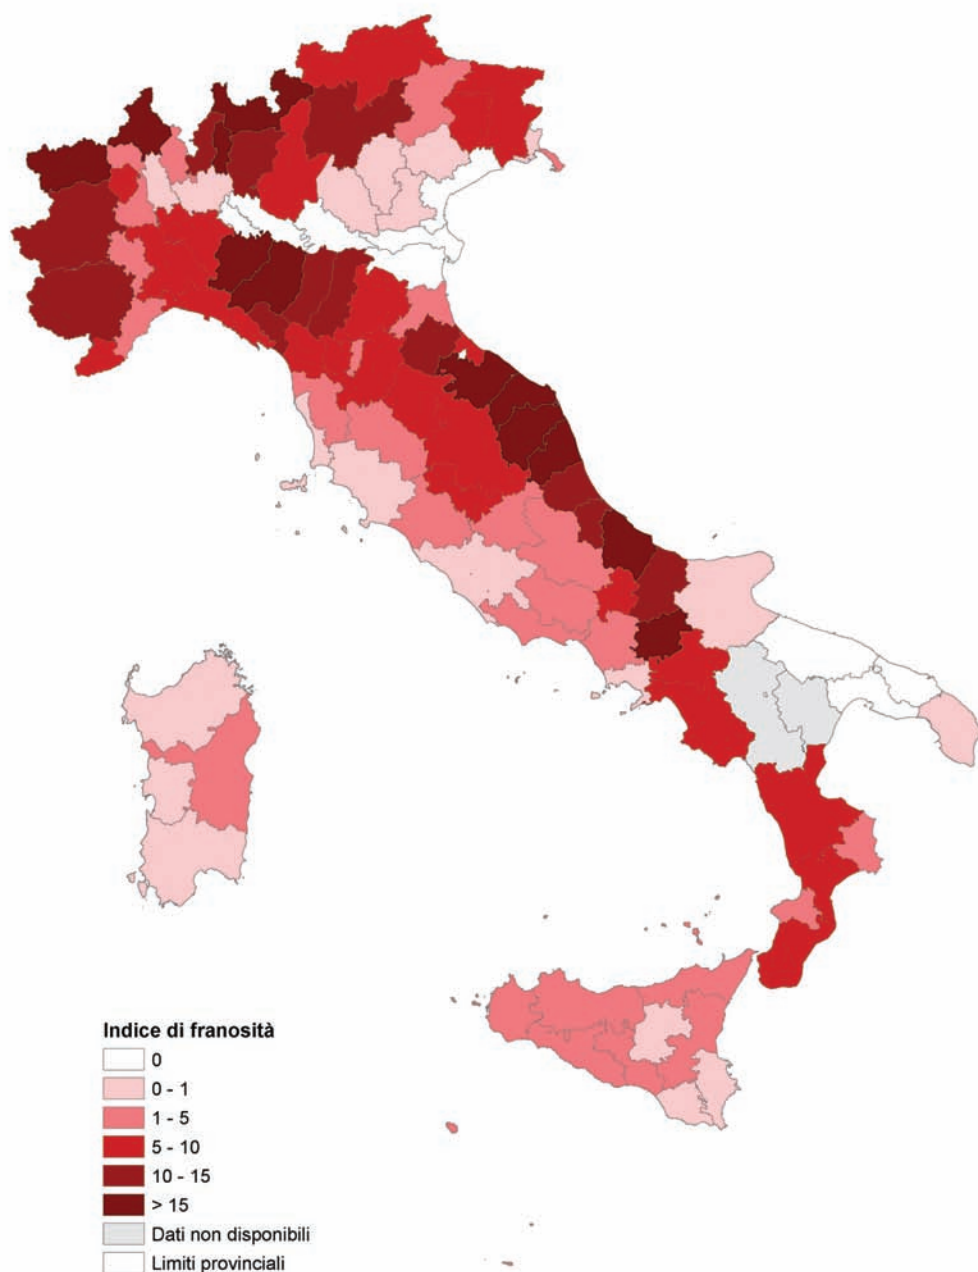 Indice di franosità
0
0 - 1
1 - 5
5 - 10
10 - 15
> 15
Dati non disponibili
Limiti provinciali